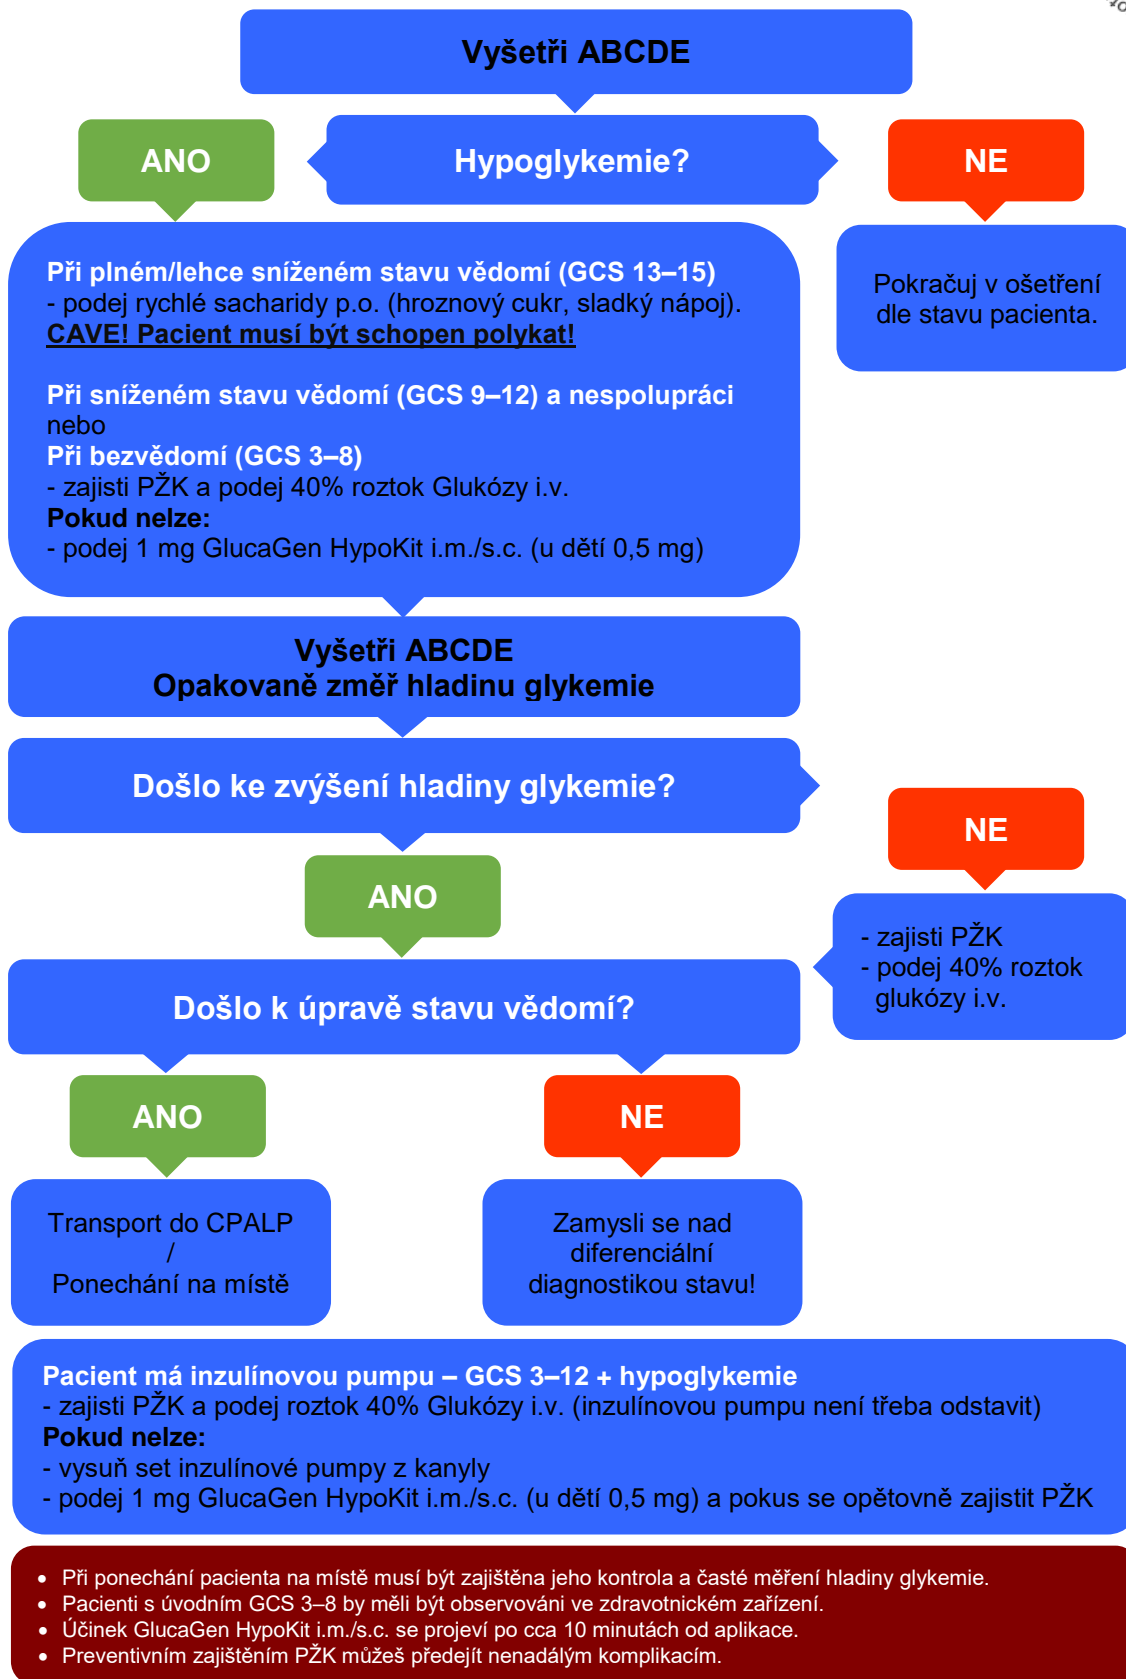 Vyšetři ABCDE
ANO
Hypoglykemie?
NE
Při plném/lehce sníženém stavu vědomí (GCS 13–15)
- podej rychlé sacharidy p.o. (hroznový cukr, sladký nápoj).
CAVE! Pacient musí být schopen polykat!
Při sníženém stavu vědomí (GCS 9–12) a nespolupráci
nebo
Při bezvědomí (GCS 3–8)
- zajisti PŽK a podej 40% roztok Glukózy i.v.
Pokud nelze:
- podej 1 mg GlucaGen HypoKit i.m./s.c. (u dětí 0,5 mg)
Pokračuj v ošetření
dle stavu pacienta.
Vyšetři ABCDE
Opakovaně změř hladinu glykemie
Došlo ke zvýšení hladiny glykemie?
NE
ANO
- zajisti PŽK
- podej 40% roztok
glukózy i.v.
Došlo k úpravě stavu vědomí?
ANO
NE
Transport do CPALP
/
Ponechání na místě
Zamysli se nad
diferenciální
diagnostikou stavu!
Pacient má inzulínovou pumpu – GCS 3–12 + hypoglykemie
- zajisti PŽK a podej roztok 40% Glukózy i.v. (inzulínovou pumpu není třeba odstavit)
Pokud nelze:
- vysuň set inzulínové pumpy z kanyly
- podej 1 mg GlucaGen HypoKit i.m./s.c. (u dětí 0,5 mg) a pokus se opětovně zajistit PŽK
• Při ponechání pacienta na místě musí být zajištěna jeho kontrola a časté měření hladiny glykemie.
• Pacienti s úvodním GCS 3–8 by měli být observováni ve zdravotnickém zařízení.
• Účinek GlucaGen HypoKit i.m./s.c. se projeví po cca 10 minutách od aplikace.
• Preventivním zajištěním PŽK můžeš předejít nenadálým komplikacím.